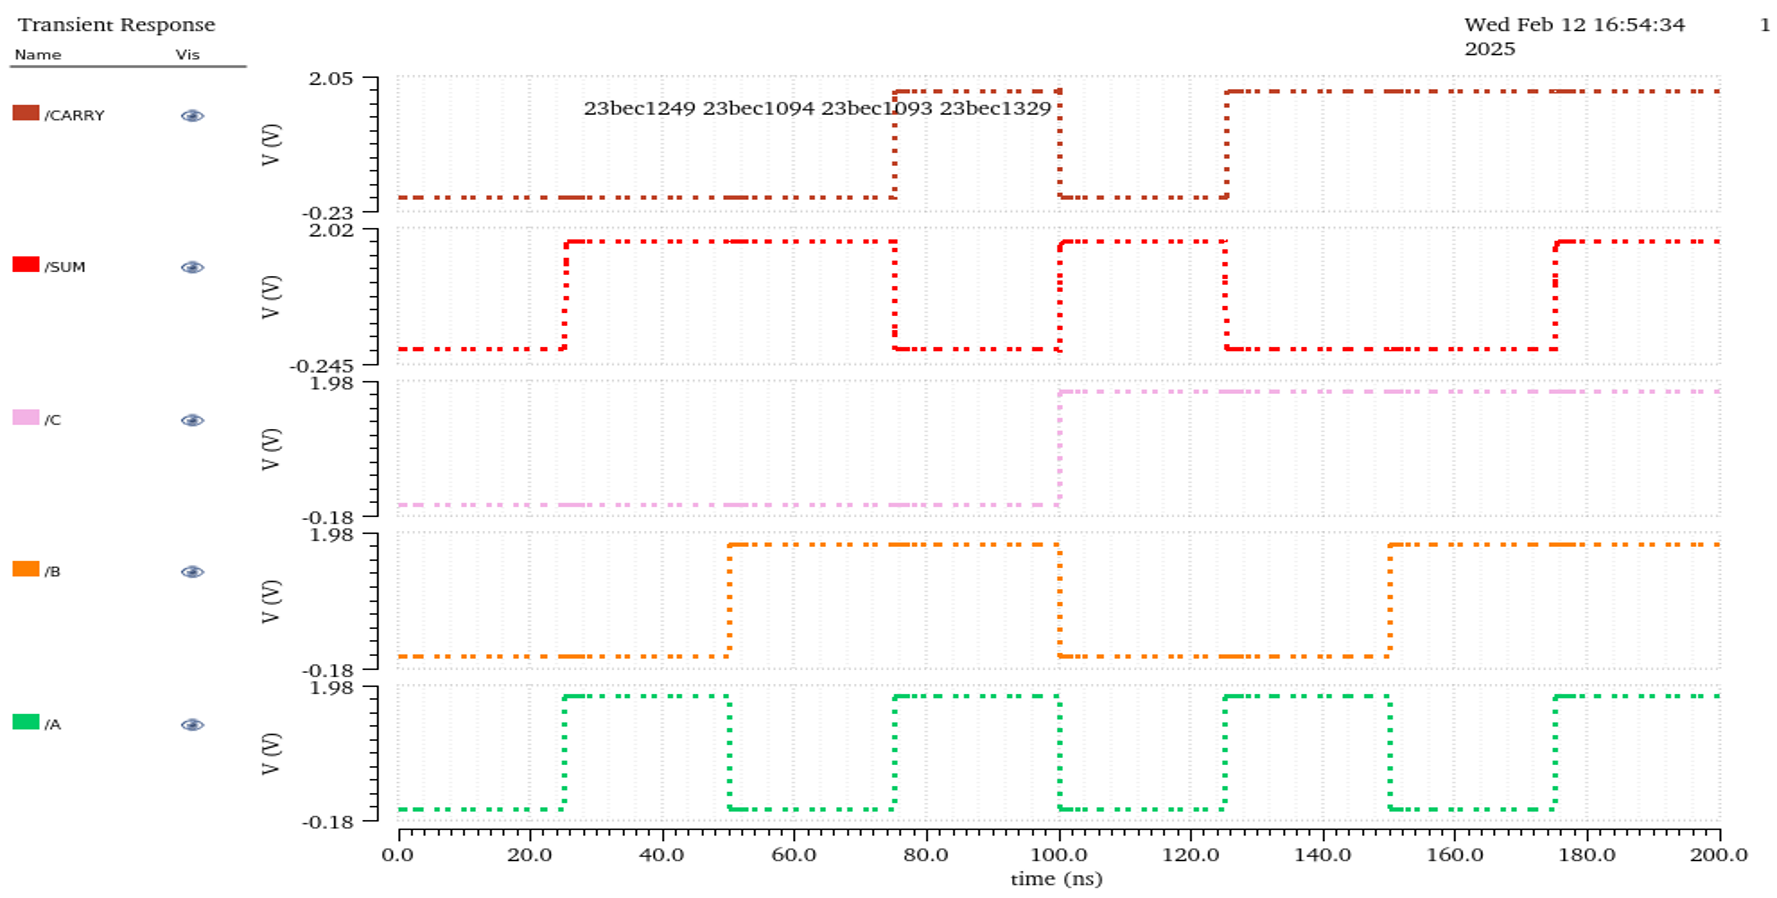 Transient Response
Wed Feb 12 16:54:34 1
2025
Name Vis
2.05
/CARRY
23bec1249 23bec1094 23bec1093 23bec1329
V (V)
-0.23
2.02
/SUM
V (V)
-0.245
1.98
/C
V (V)
-0.18
1.98
/B
V (V)
-0.18
1.98
/A
V (V)
-0.18
0.0 20.0 40.0 60.0 80.0 100.0 120.0 140.0 160.0 180.0 200.0
time (ns)